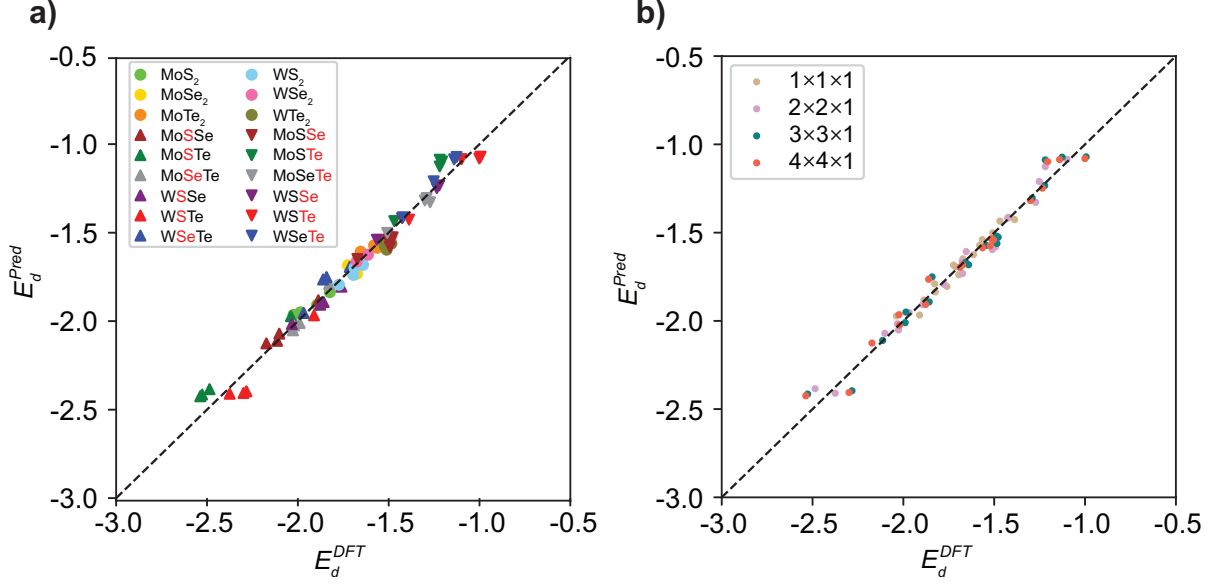 a)
-0.5
-1.0
-1.5
-2.0
-2.5
-3.0
E_d^Pred
MoS₂ WS₂
MoSe₂ WSe₂
MoTe₂ WTe₂
MoSSe MoSSe
MoSTe MoSTe
MoSeTe MoSeTe
WSSe WSSe
WSTe WSTe
WSeTe WSeTe
-3.0 -2.5 -2.0 -1.5 -1.0 -0.5
E_d^DFT
b)
-0.5
-1.0
-1.5
-2.0
-2.5
-3.0
E_d^Pred
1×1×1
2×2×1
3×3×1
4×4×1
-3.0 -2.5 -2.0 -1.5 -1.0 -0.5
E_d^DFT